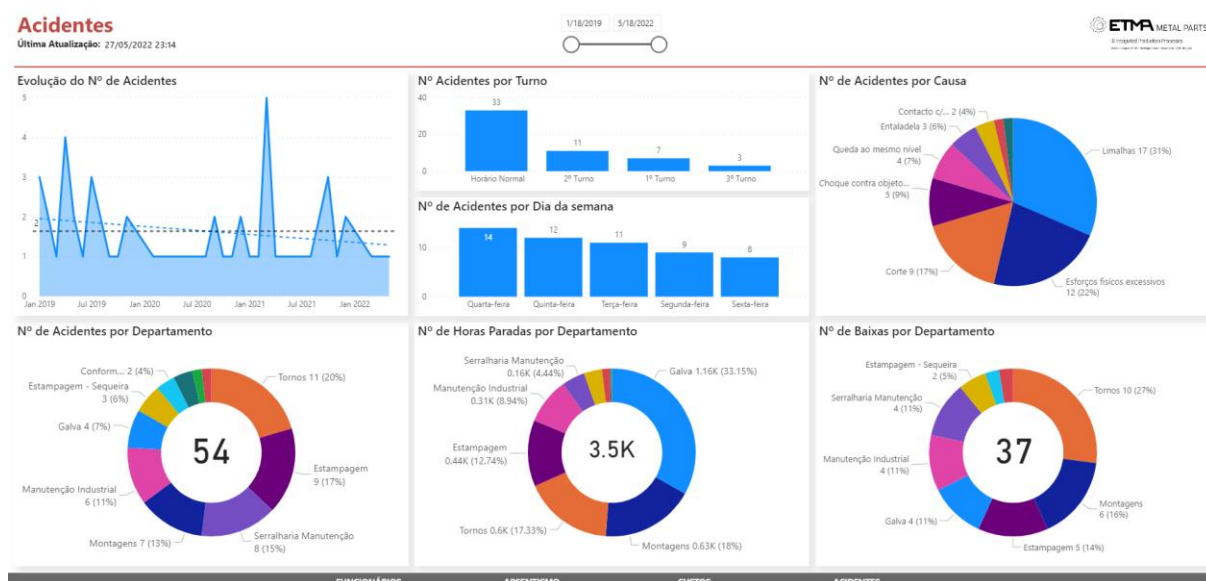 Acidentes
Última Atualização: 27/05/2022 23:14
1/18/2019 5/18/2022
ETMA METAL PARTS
Evolução do Nº de Acidentes
5
4
3
2
2
1
0
Jan 2019 Jul 2019 Jan 2020 Jul 2020 Jan 2021 Jul 2021 Jan 2022
Nº Acidentes por Turno
40
20
0
33
11
7
3
Horário Normal 2º Turno 1º Turno 3º Turno
Nº de Acidentes por Dia da semana
10
0
14
12
11
9
8
Quarta-feira Quinta-feira Terça-feira Segunda-feira Sexta-feira
Nº de Acidentes por Causa
Contacto c/... 2 (4%)
Entaladela 3 (6%)
Queda ao mesmo nível
4 (7%)
Choque contra objeto...
5 (9%)
Corte 9 (17%)
Limalhas 17 (31%)
Esforços físicos excessivos
12 (22%)
Nº de Acidentes por Departamento
Conform... 2 (4%)
Estampagem - Sequeira
3 (6%)
Galva 4 (7%)
Manutenção Industrial
6 (11%)
Montagens 7 (13%)
54
Tornos 11 (20%)
Estampagem
9 (17%)
Serralharia Manutenção
8 (15%)
Nº de Horas Paradas por Departamento
Serralharia Manutenção
0.16K (4.44%)
Manutenção Industrial
0.31K (8.94%)
Estampagem
0.44K (12.74%)
Tornos 0.6K (17.33%)
3.5K
Galva 1.16K (33.15%)
Montagens 0.63K (18%)
Nº de Baixas por Departamento
Estampagem - Sequeira
2 (5%)
Serralharia Manutenção
4 (11%)
Manutenção Industrial
4 (11%)
Galva 4 (11%)
37
Tornos 10 (27%)
Montagens
6 (16%)
Estampagem 5 (14%)
FUNCIONÁRIOS ABSENTISMO CUSTOS ACIDENTES